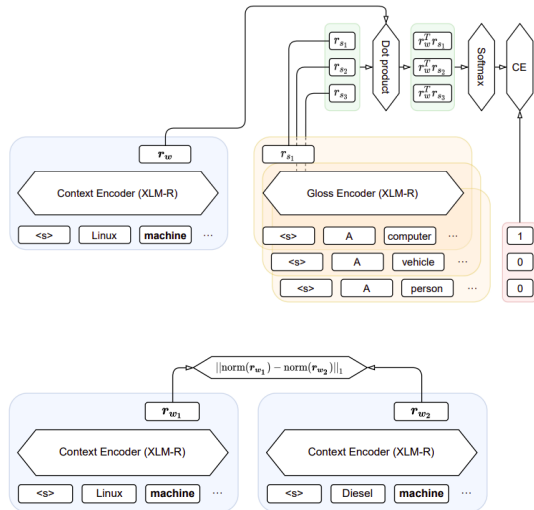 r_{s_1}
r_{s_2}
r_{s_3}
Dot product
r_w^T r_{s_1}
r_w^T r_{s_2}
r_w^T r_{s_3}
Softmax
CE
r_w
Context Encoder (XLM-R)
<s> Linux machine ...
r_{s_1}
Gloss Encoder (XLM-R)
<s> A computer ...
<s> A vehicle ...
<s> A person ...
1
0
0
||norm(r_{w_1}) − norm(r_{w_2})||_1
r_{w_1}
Context Encoder (XLM-R)
<s> Linux machine ...
r_{w_2}
Context Encoder (XLM-R)
<s> Diesel machine ...